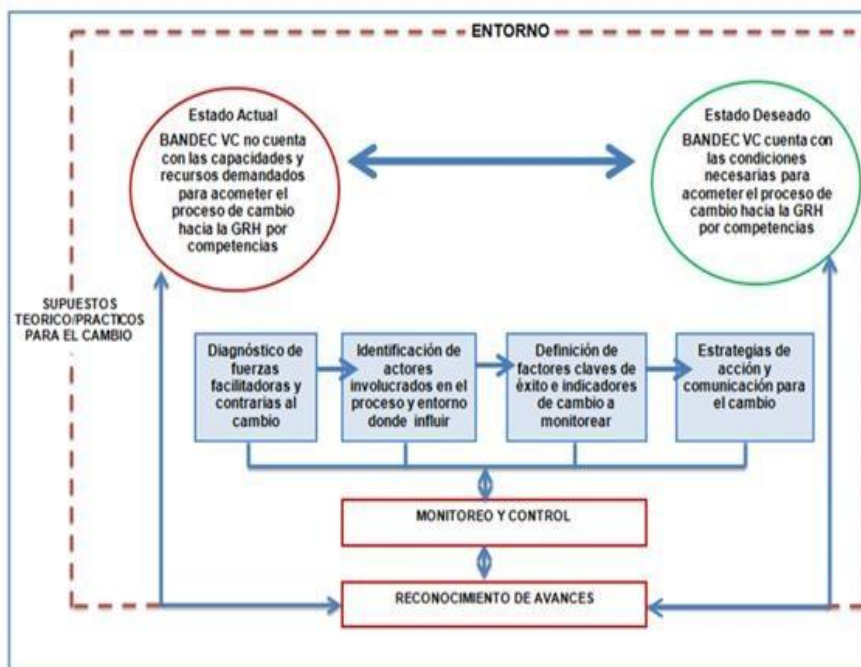 ENTORNO
Estado Actual
BANDEC VC no cuenta
con las capacidades y
recursos demandados
para acometer el
proceso de cambio
hacia la GRH por
competencias
Estado Deseado
BANDEC VC cuenta con
las condiciones
necesarias para
acometer el proceso de
cambio hacia la GRH
por competencias
SUPUESTOS
TEORICO/PRACTICOS
PARA EL CAMBIO
Diagnóstico de
fuerzas
facilitadoras y
contrarias al
cambio
Identificación de
actores
involucrados en el
proceso y entorno
donde influir
Definición de
factores claves de
éxito e indicadores
de cambio a
monitorear
Estrategias de
acción y
comunicación para
el cambio
MONITOREO Y CONTROL
RECONOCIMIENTO DE AVANCES